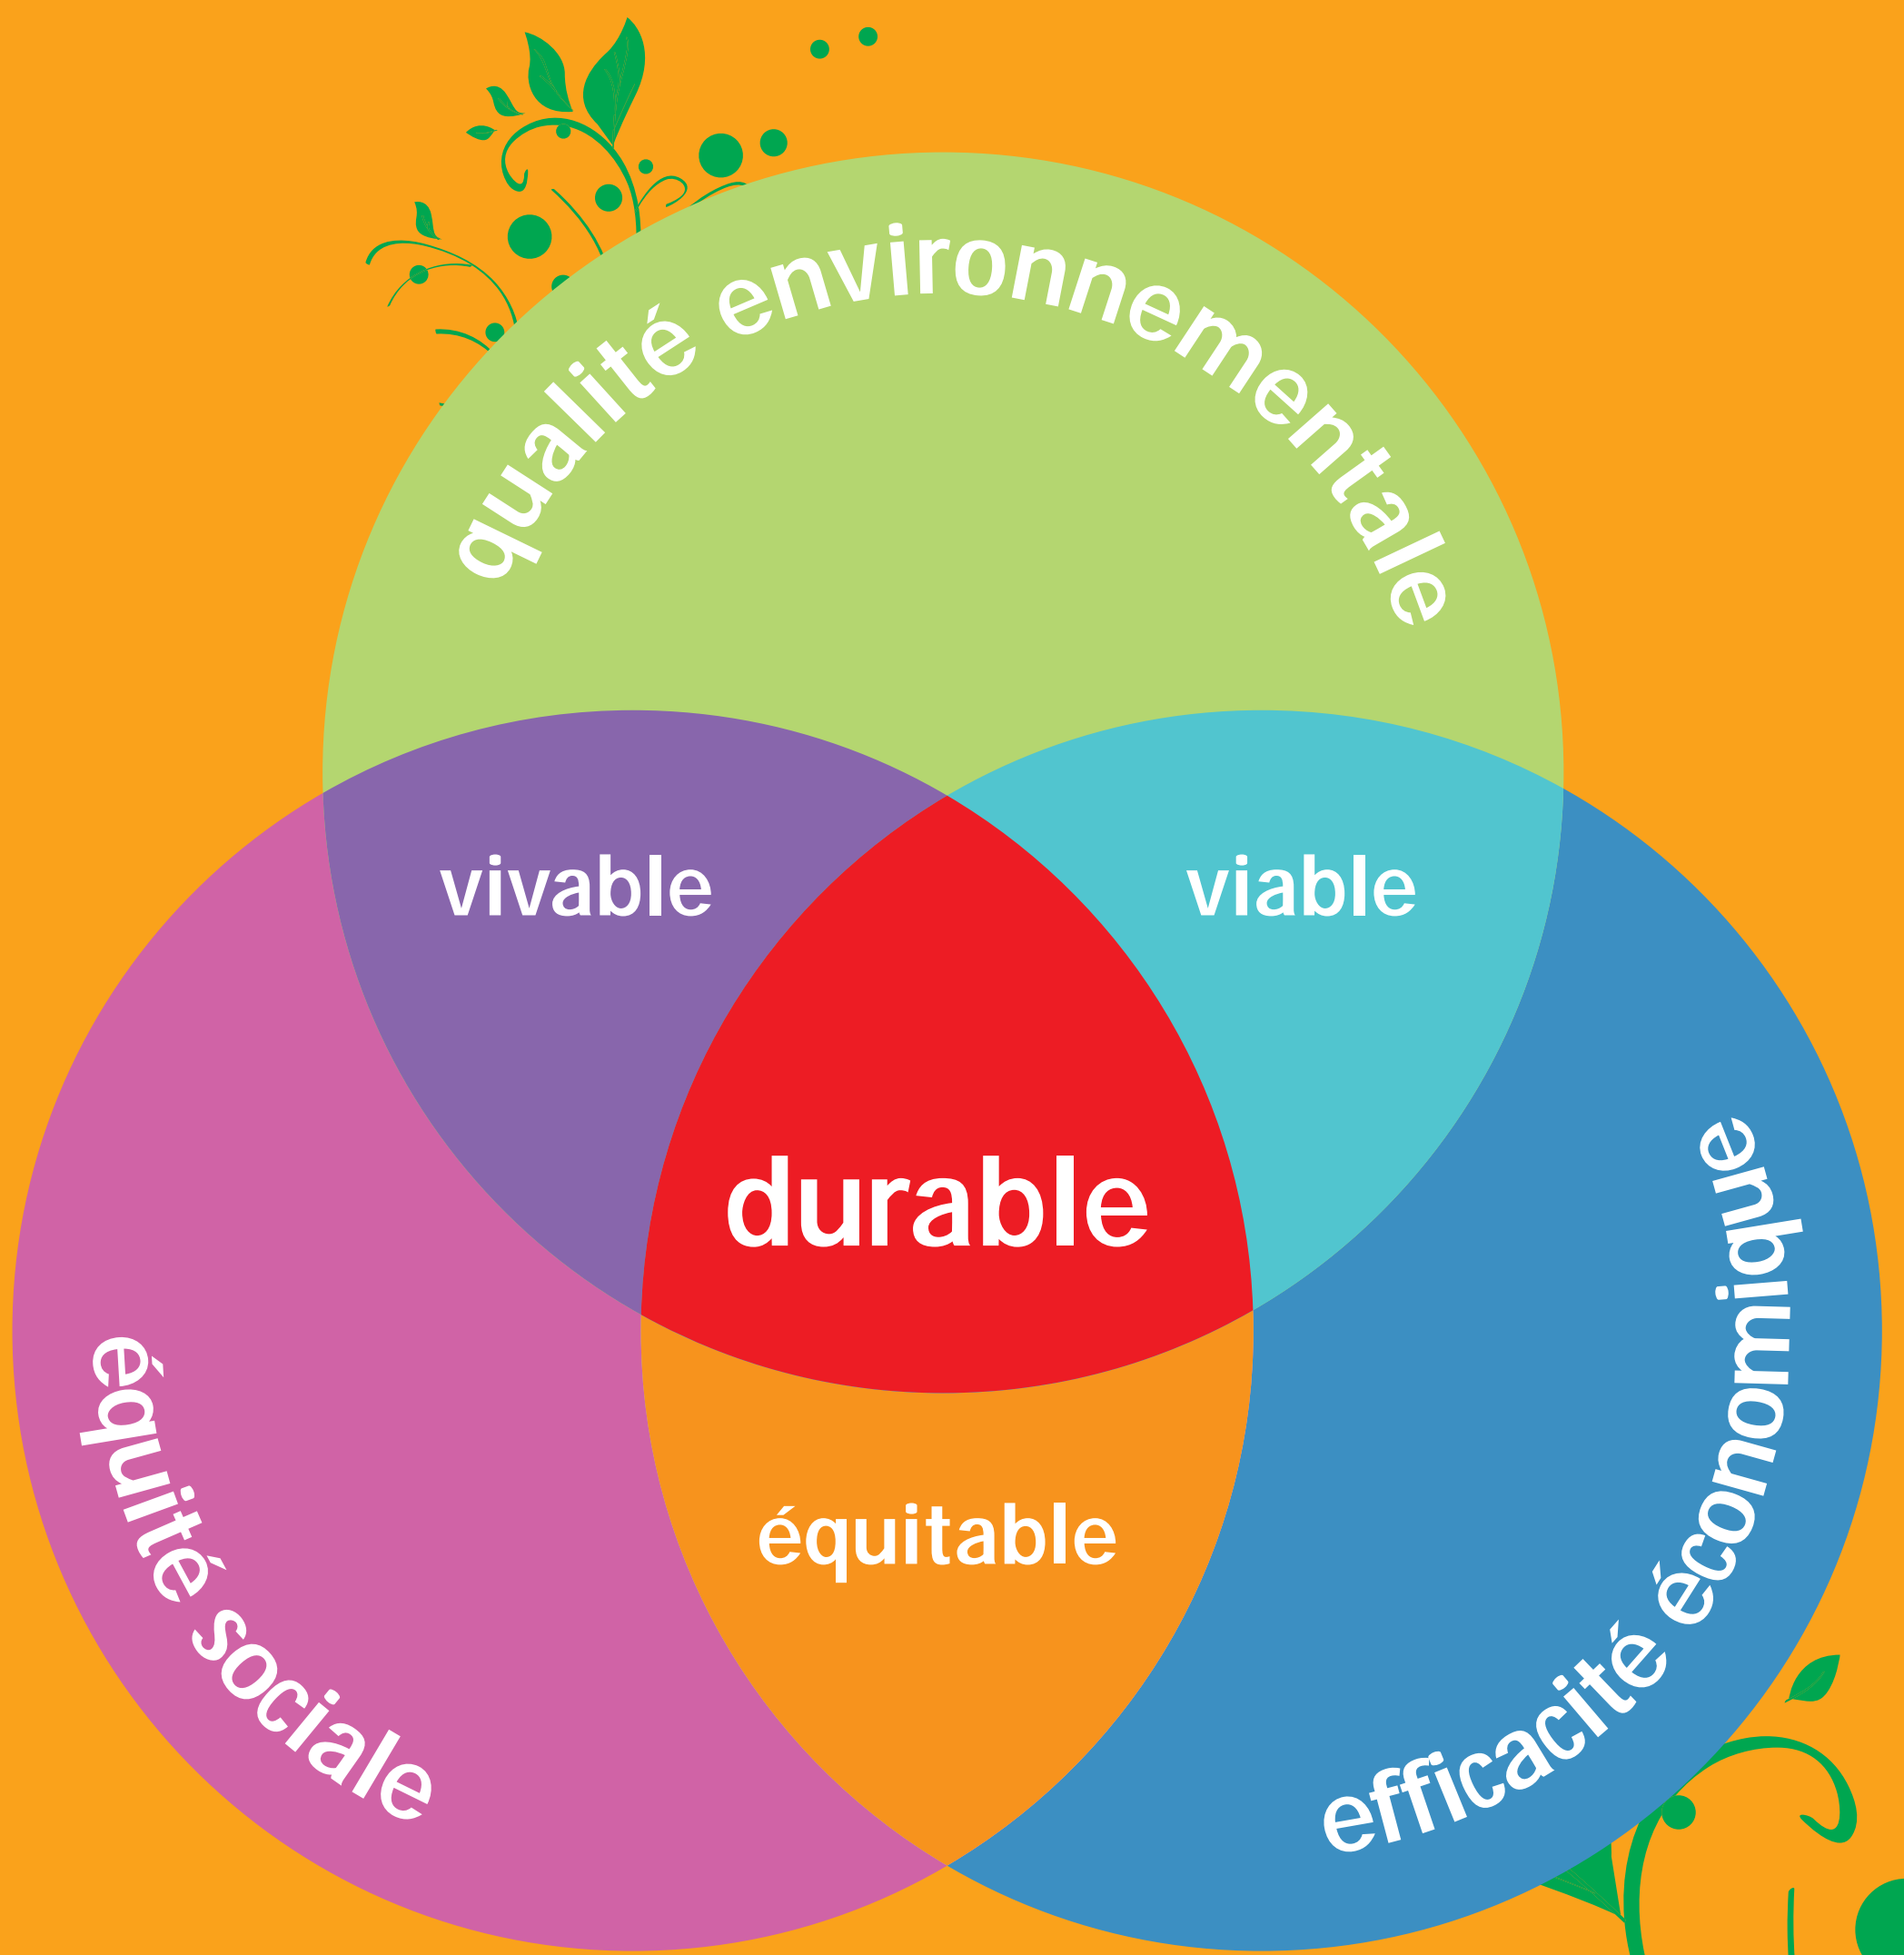 qualité environnementale
vivable
viable
durable
équitable
équité sociale
efficacité économique